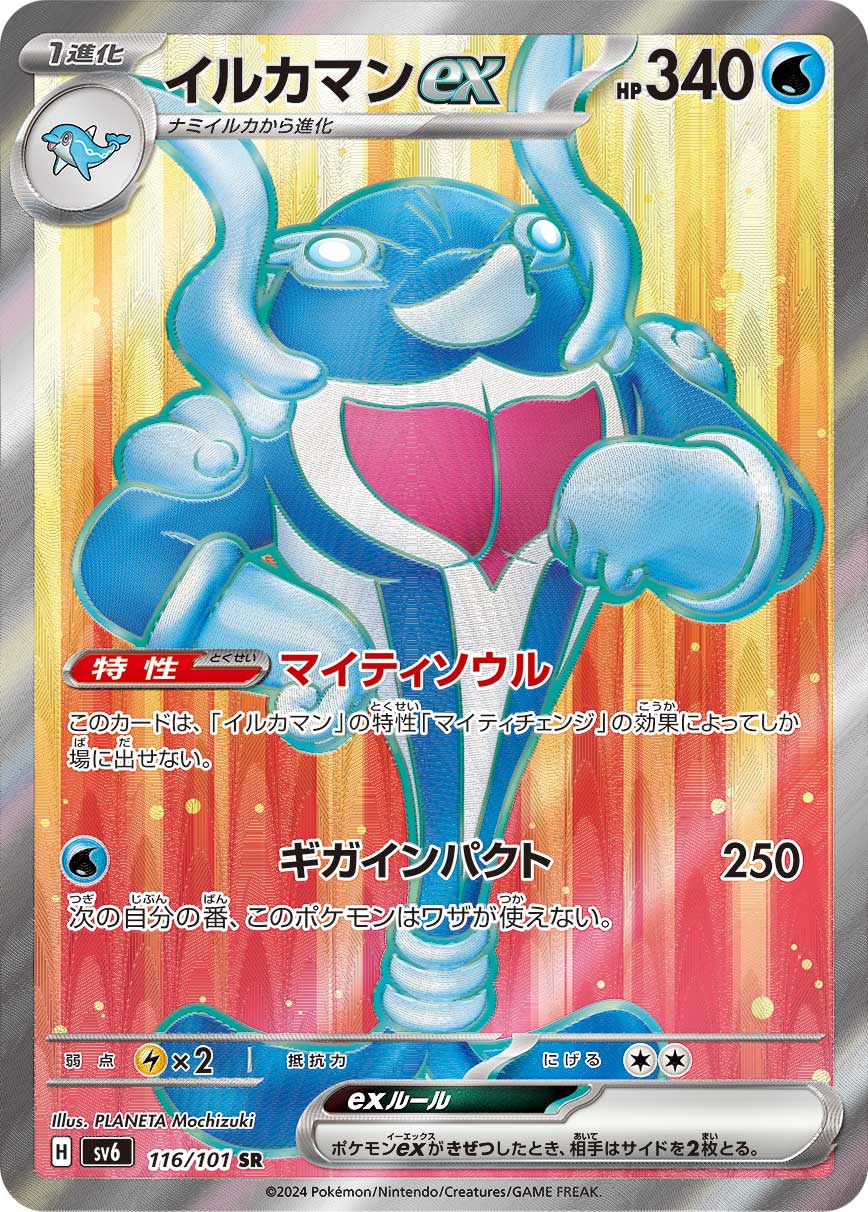 1進化
イルカマンex HP340
ナミイルカから進化
特性 とくせい マイティソウル
このカードは、「イルカマン」の特性「マイティチェンジ」の効果によってしか
場に出せない。
ギガインパクト 250
次の自分の番、このポケモンはワザが使えない。
弱点 ×2 抵抗力 にげる
Illus. PLANETA Mochizuki
exルール
ポケモンexがきぜつしたとき、相手はサイドを2枚とる。
H sv6 116/101 SR
©2024 Pokémon/Nintendo/Creatures/GAME FREAK.